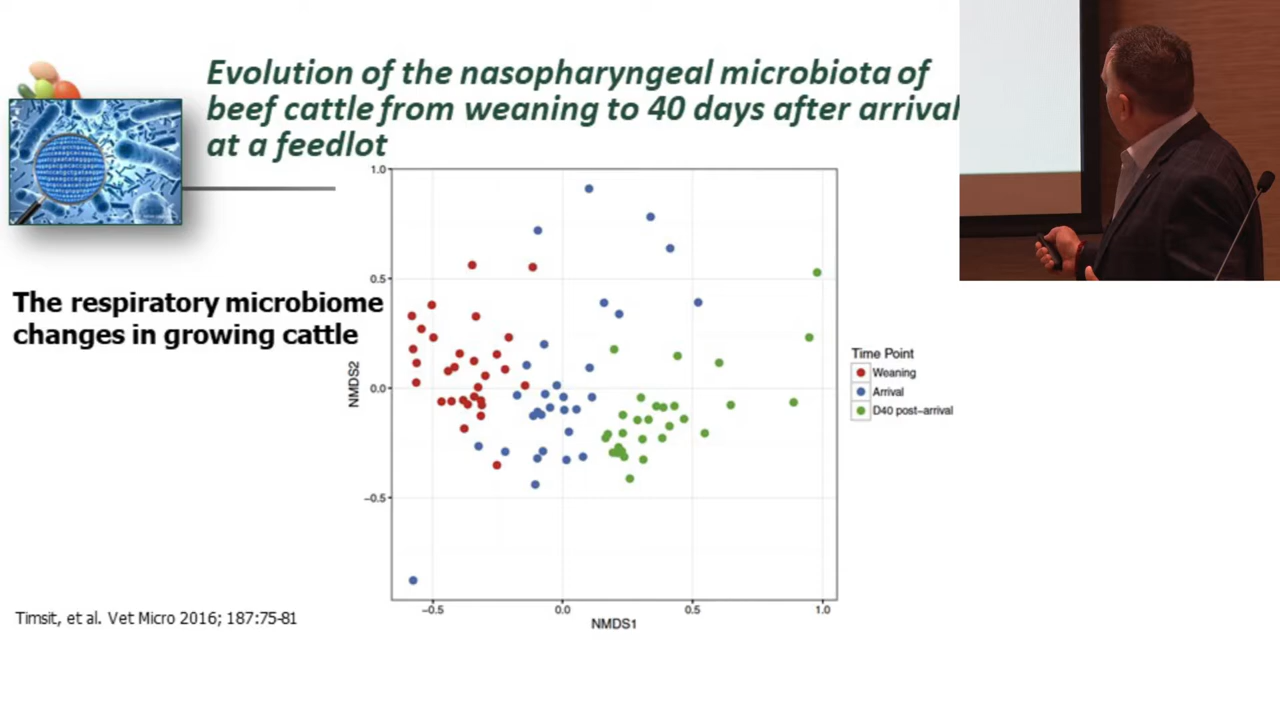 Evolution of the nasopharyngeal microbiota of
beef cattle from weaning to 40 days after arrival
at a feedlot
The respiratory microbiome
changes in growing cattle
1.0
0.5
0.0
−0.5
NMDS2
−0.5
0.0
0.5
1.0
NMDS1
Time Point
Weaning
Arrival
D40 post−arrival
Timsit, et al. Vet Micro 2016; 187:75-81